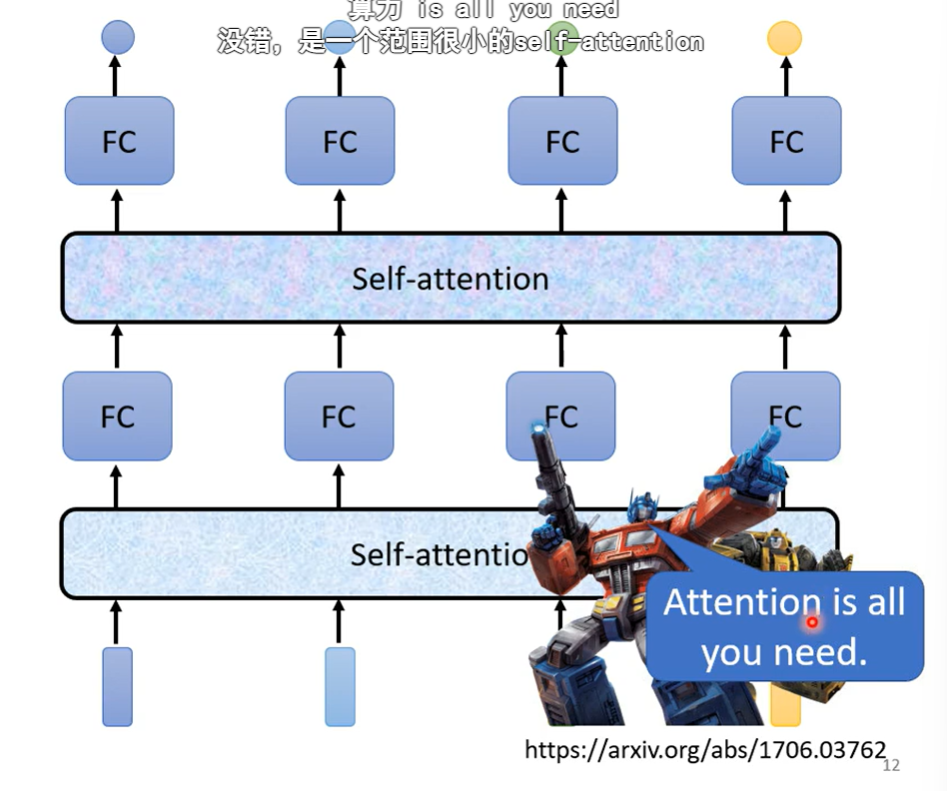 算力 is all you need
没错，是一个范围很小的self-attention
FC FC FC FC
Self-attention
FC FC FC FC
Self-attentio
Attention is all
you need.
https://arxiv.org/abs/1706.03762
12